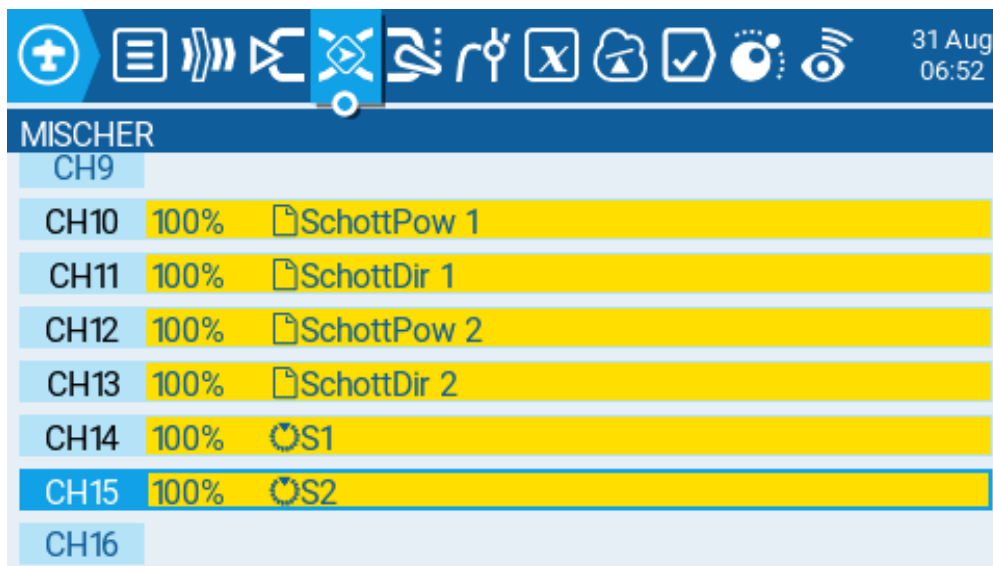 31 Aug
06:52
MISCHER
CH9
CH10 100% SchottPow 1
CH11 100% SchottDir 1
CH12 100% SchottPow 2
CH13 100% SchottDir 2
CH14 100% S1
CH15 100% S2
CH16